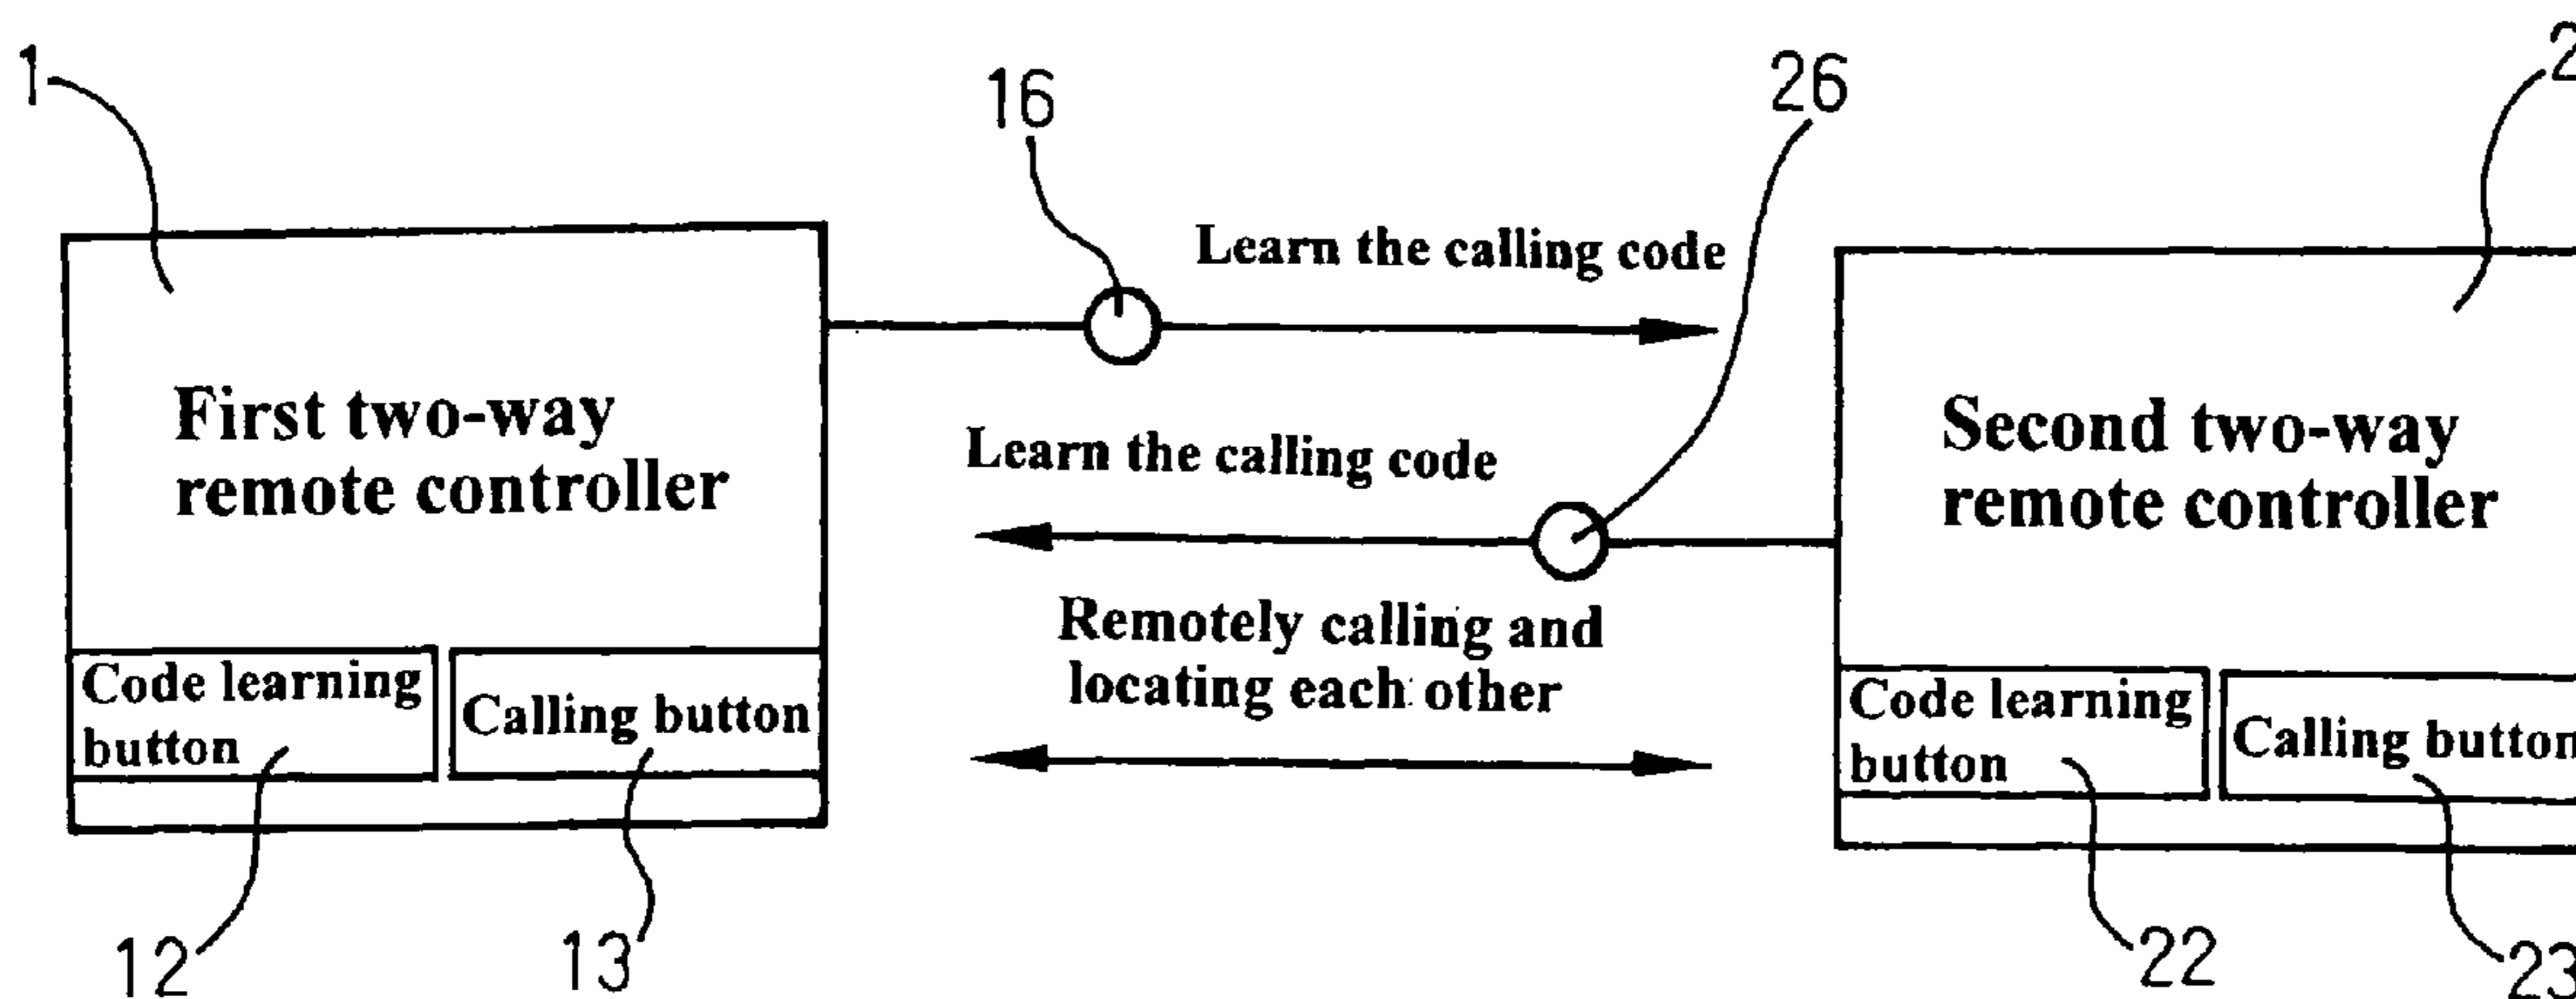 1
16
26
2
Learn the calling code
First two-way
remote controller
Learn the calling code
Second two-way
remote controller
Remotely calling and
locating each other
Code learning
button
Calling button
Code learning
button
Calling button
12
13
22
23